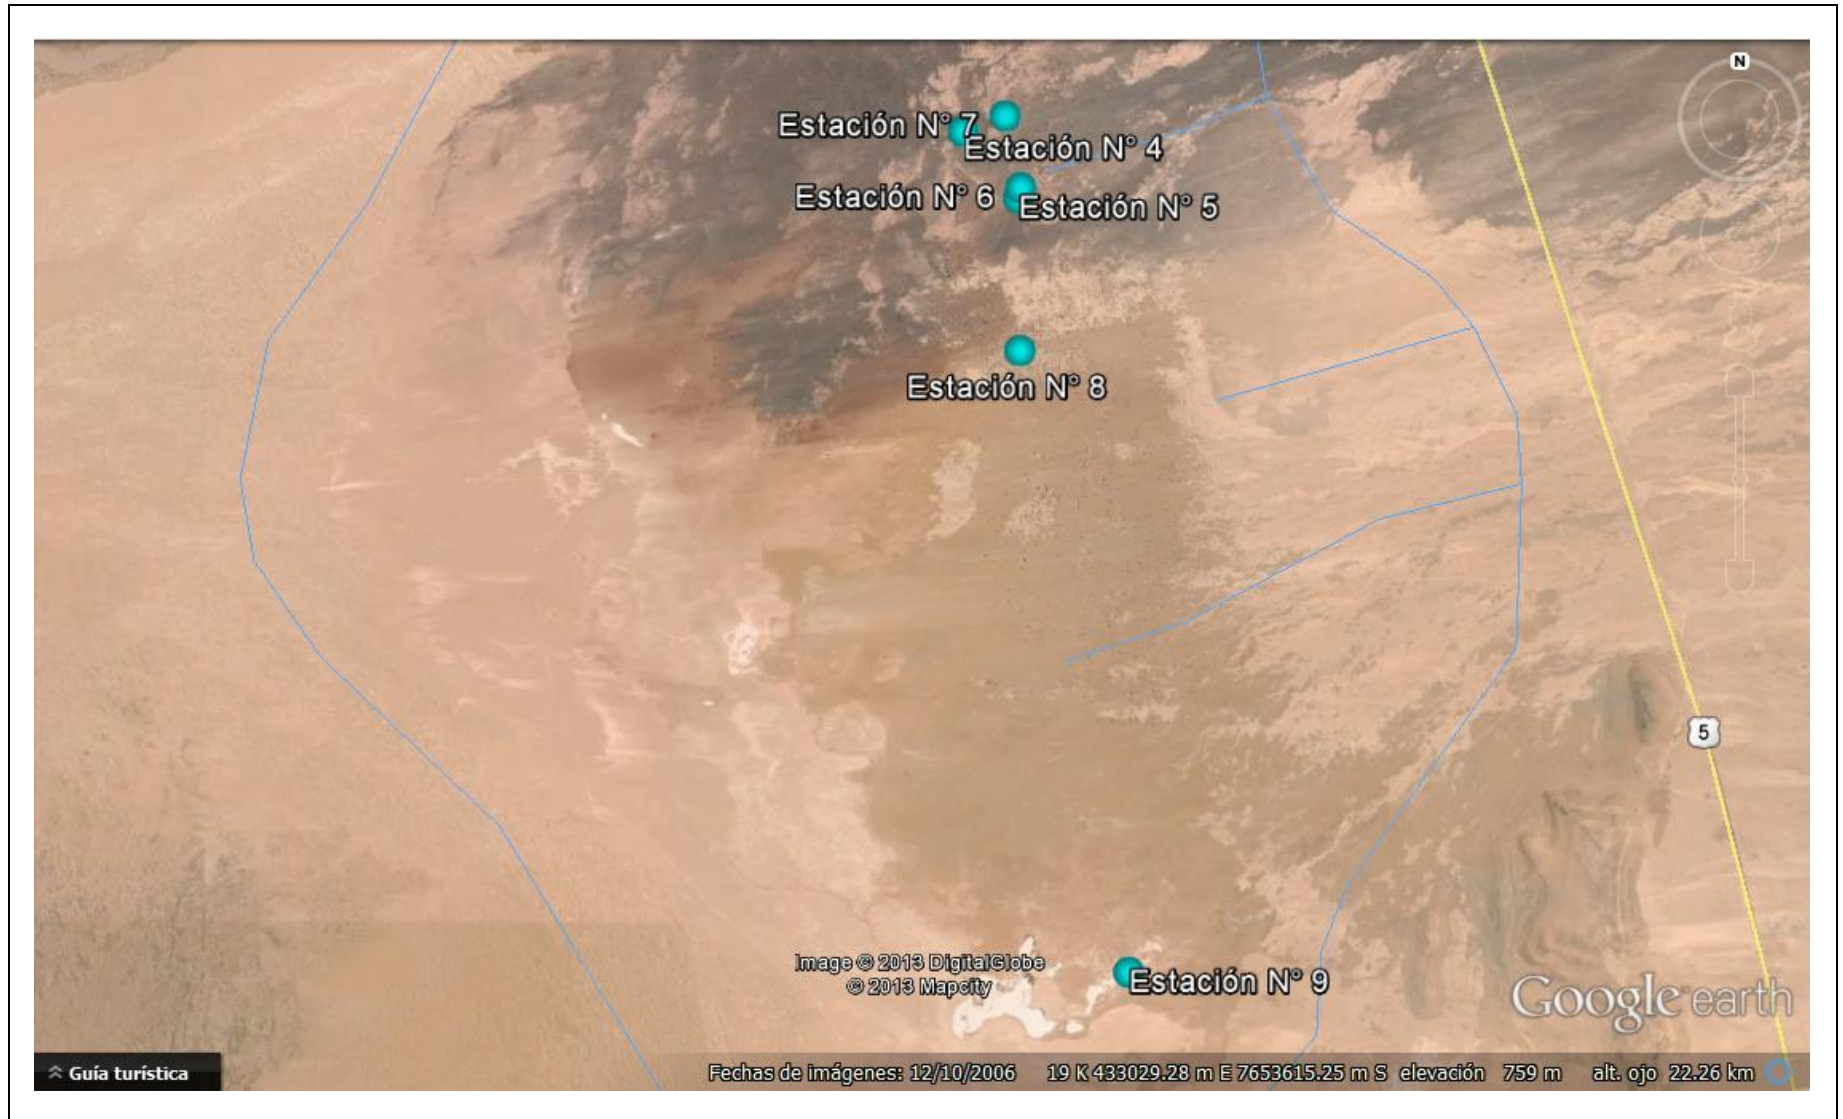 N
Estación N° 7
Estación N° 4
Estación N° 6
Estación N° 5
Estación N° 8
5
Image © 2013 DigitalGlobe
© 2013 Mapcity
Estación N° 9
Google earth
Guía turística
Fechas de imágenes: 12/10/2006 19 K 433029.28 m E 7653615.25 m S elevación 759 m alt. ojo 22.26 km